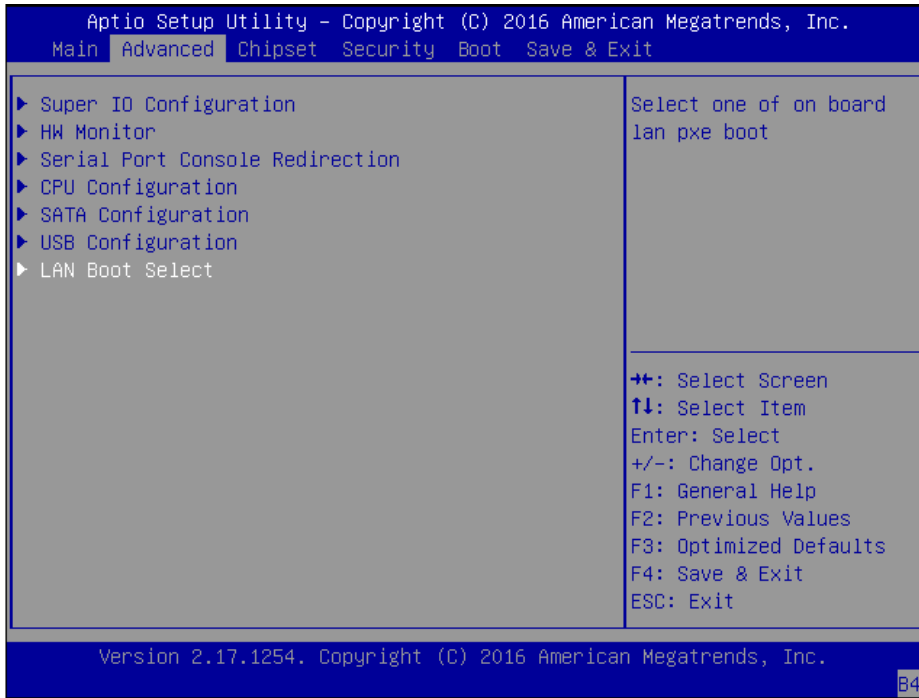 Aptio Setup Utility – Copyright (C) 2016 American Megatrends, Inc.
Main Advanced Chipset Security Boot Save & Exit
▶ Super IO Configuration
▶ HW Monitor
▶ Serial Port Console Redirection
▶ CPU Configuration
▶ SATA Configuration
▶ USB Configuration
▶ LAN Boot Select
Select one of on board
lan pxe boot
→←: Select Screen
↑↓: Select Item
Enter: Select
+/-: Change Opt.
F1: General Help
F2: Previous Values
F3: Optimized Defaults
F4: Save & Exit
ESC: Exit
Version 2.17.1254. Copyright (C) 2016 American Megatrends, Inc.
B4